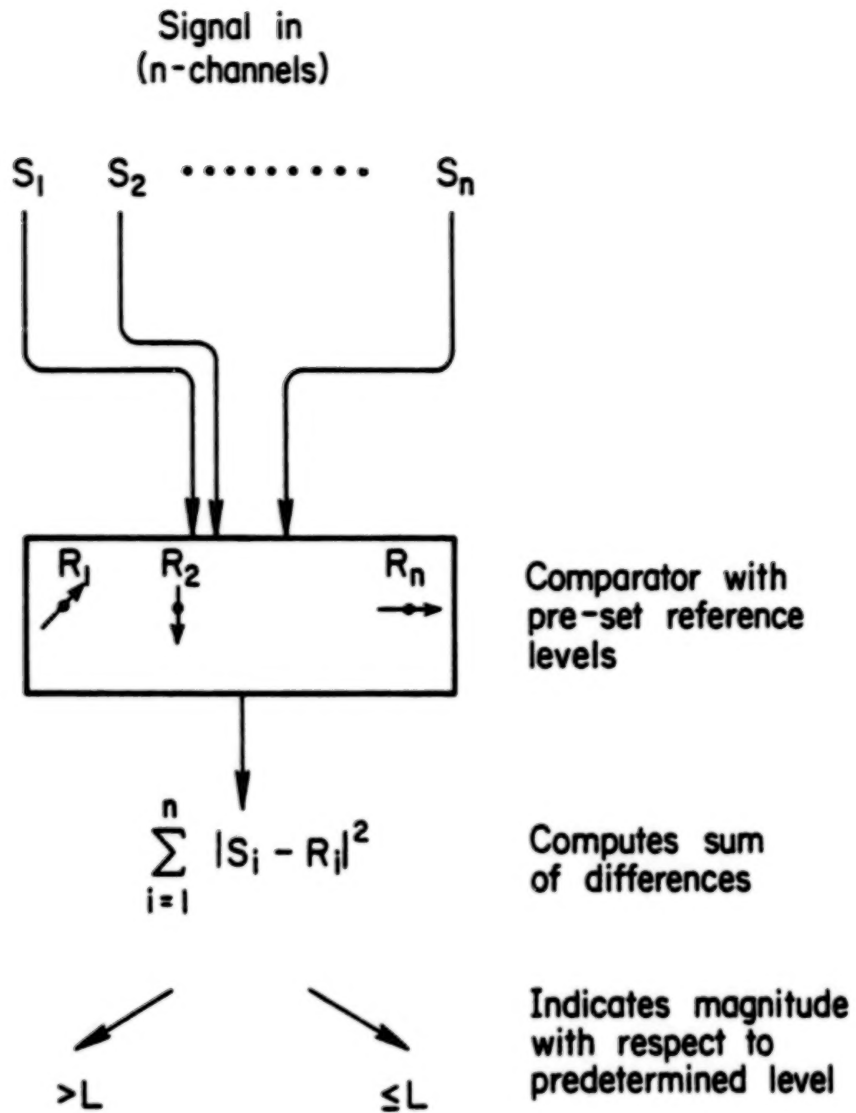 Signal in
(n-channels)
S₁ S₂ ......... Sₙ
R₁ R₂ Rₙ
Comparator with
pre-set reference
levels
n
∑ |Sᵢ - Rᵢ|²
i = 1
Computes sum
of differences
Indicates magnitude
with respect to
predetermined level
>L ≤L